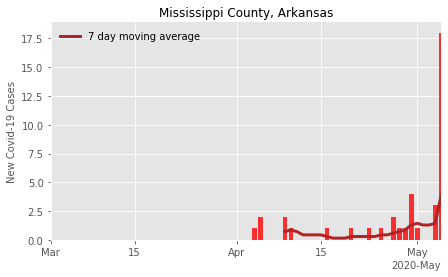 Mississippi County, Arkansas
7 day moving average
New Covid-19 Cases
17.5
15.0
12.5
10.0
7.5
5.0
2.5
0.0
Mar
15
Apr
15
May
2020-May